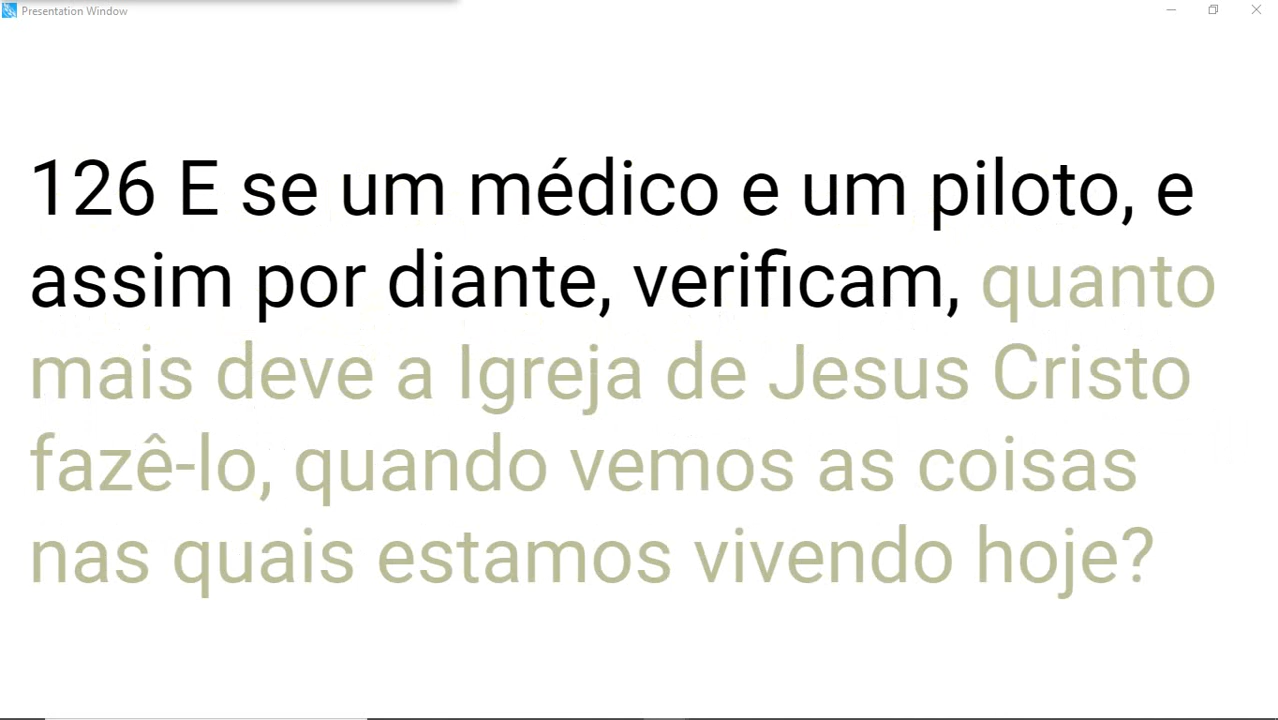 Presentation Window
126 E se um médico e um piloto, e
assim por diante, verificam, quanto
mais deve a Igreja de Jesus Cristo
fazê-lo, quando vemos as coisas
nas quais estamos vivendo hoje?